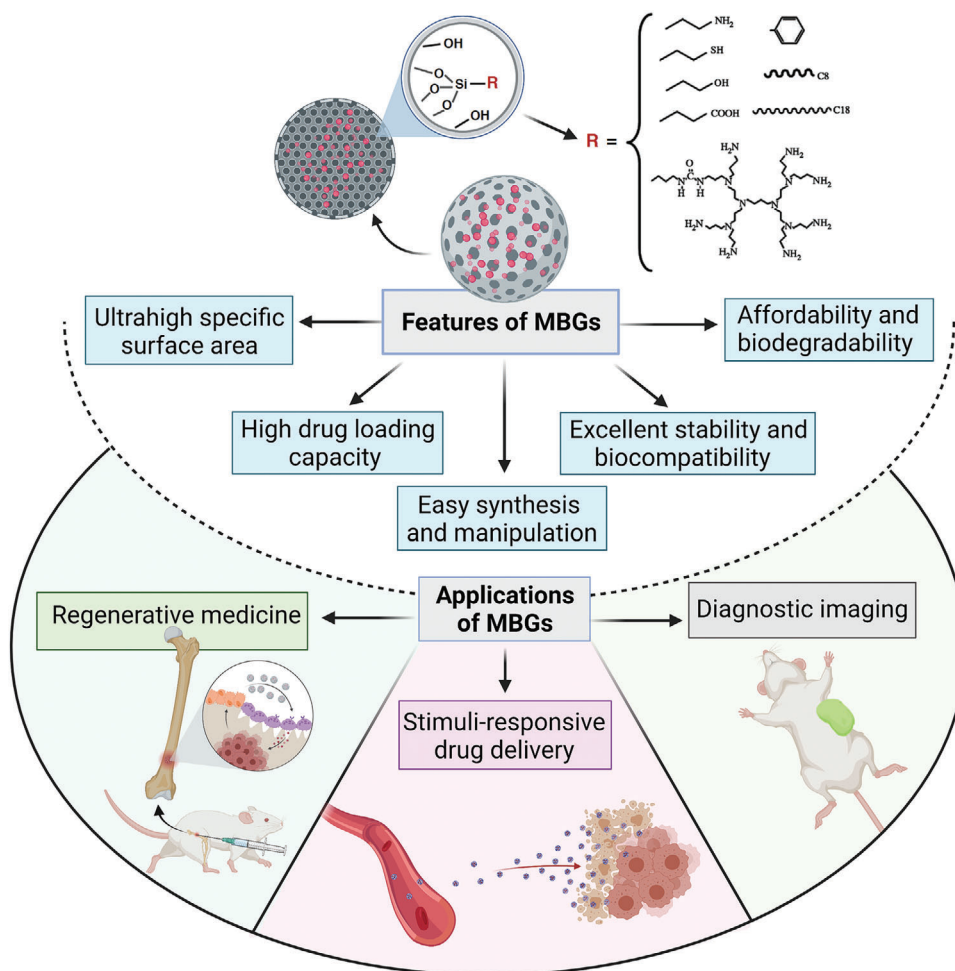 OH
O
Si
R
O
O
OH
NH2
SH
OH
COOH
C8
C18
R =
H2N
NH2
O
C
N
H
N
H
N
N
NH2
N
N
N
N
H2N
N
N
NH2
H2N
NH2
Features of MBGs
Ultrahigh specific
surface area
Affordability and
biodegradability
High drug loading
capacity
Excellent stability and
biocompatibility
Easy synthesis
and manipulation
Applications
of MBGs
Regenerative medicine
Diagnostic imaging
Stimuli-responsive
drug delivery